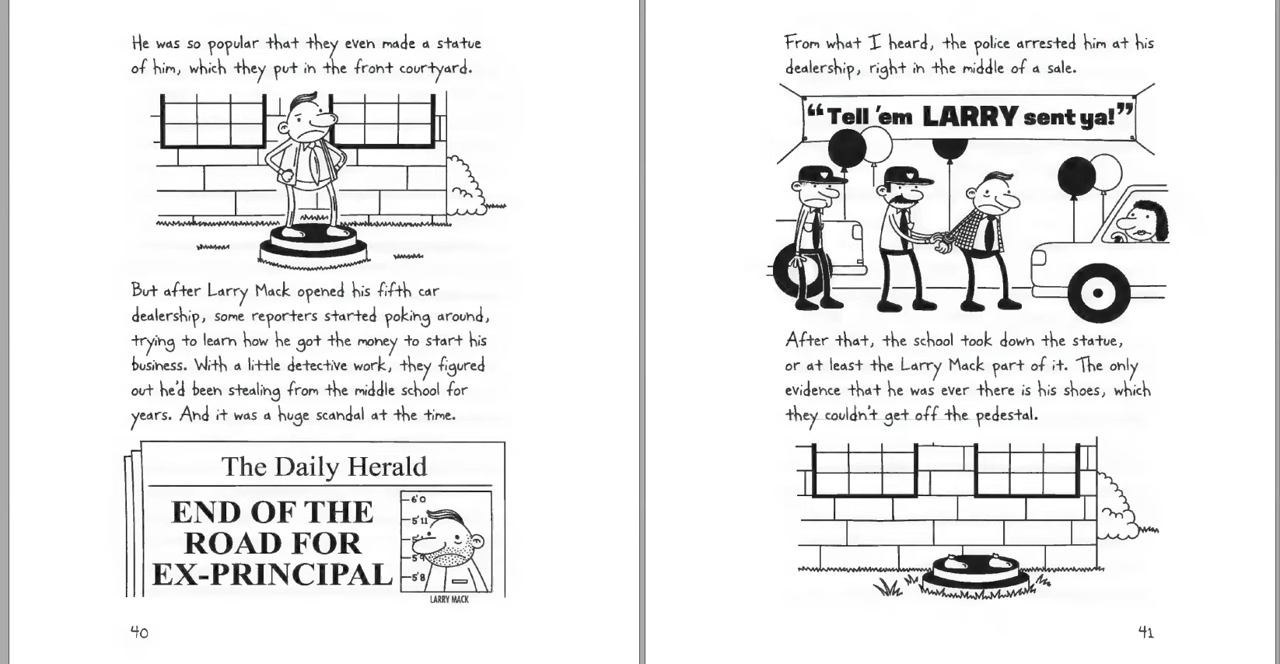 He was so popular that they even made a statue
of him, which they put in the front courtyard.
But after Larry Mack opened his fifth car
dealership, some reporters started poking around,
trying to learn how he got the money to start his
business. With a little detective work, they figured
out he'd been stealing from the middle school for
years. And it was a huge scandal at the time.
The Daily Herald
END OF THE
ROAD FOR
EX-PRINCIPAL
6'0
5'11
5'9
5'8
LARRY MACK
40
From what I heard, the police arrested him at his
dealership, right in the middle of a sale.
“Tell ’em LARRY sent ya!”
After that, the school took down the statue,
or at least the Larry Mack part of it. The only
evidence that he was ever there is his shoes, which
they couldn't get off the pedestal.
41